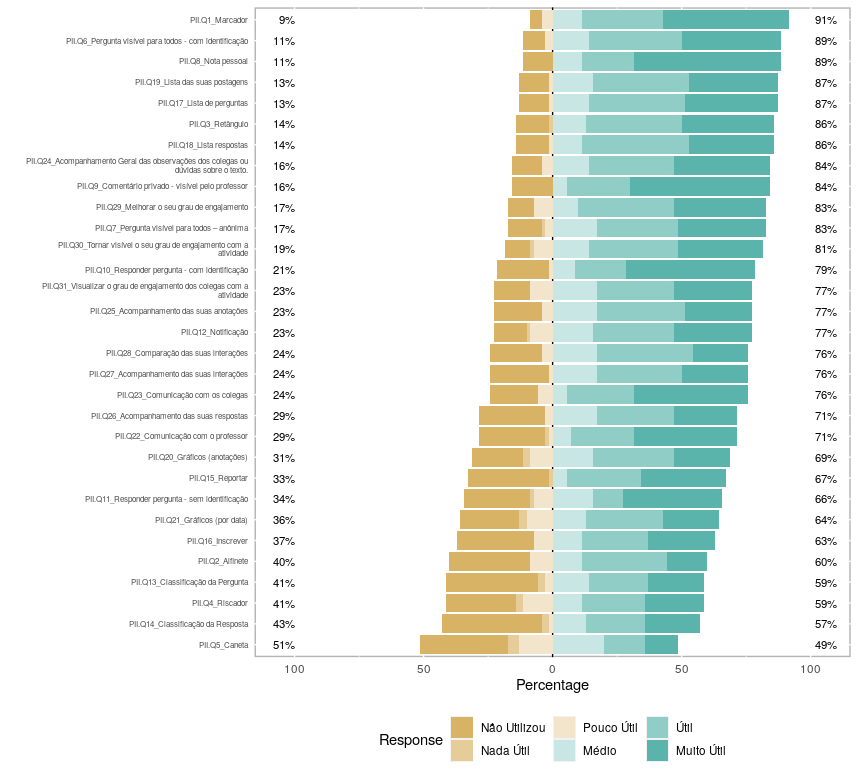 PII.Q1_Marcador 9% 91%
PII.Q6_Pergunta visível para todos - com identificação 11% 89%
PII.Q8_Nota pessoal 11% 89%
PII.Q19_Lista das suas postagens 13% 87%
PII.Q17_Lista de perguntas 13% 87%
PII.Q3_Retângulo 14% 86%
PII.Q18_Lista respostas 14% 86%
PII.Q24_Acompanhamento Geral das observações dos colegas ou
dúvidas sobre o texto. 16% 84%
PII.Q9_Comentário privado - visível pelo professor 16% 84%
PII.Q29_Melhorar o seu grau de engajamento 17% 83%
PII.Q7_Pergunta visível para todos – anônima 17% 83%
PII.Q30_Tornar visível o seu grau de engajamento com a
atividade 19% 81%
PII.Q10_Responder pergunta - com identificação 21% 79%
PII.Q31_Visualizar o grau de engajamento dos colegas com a
atividade 23% 77%
PII.Q25_Acompanhamento das suas anotações 23% 77%
PII.Q12_Notificação 23% 77%
PII.Q28_Comparação das suas interações 24% 76%
PII.Q27_Acompanhamento das suas interações 24% 76%
PII.Q23_Comunicação com os colegas 24% 76%
PII.Q26_Acompanhamento das suas respostas 29% 71%
PII.Q22_Comunicação com o professor 29% 71%
PII.Q20_Gráficos (anotações) 31% 69%
PII.Q15_Reportar 33% 67%
PII.Q11_Responder pergunta - sem identificação 34% 66%
PII.Q21_Gráficos (por data) 36% 64%
PII.Q16_Inscrever 37% 63%
PII.Q2_Alfinete 40% 60%
PII.Q13_Classificação da Pergunta 41% 59%
PII.Q4_Riscador 41% 59%
PII.Q14_Classificação da Resposta 43% 57%
PII.Q5_Caneta 51% 49%
100 50 0 50 100
Percentage
Response
Não Utilizou Pouco Útil Útil
Nada Útil Médio Muito Útil